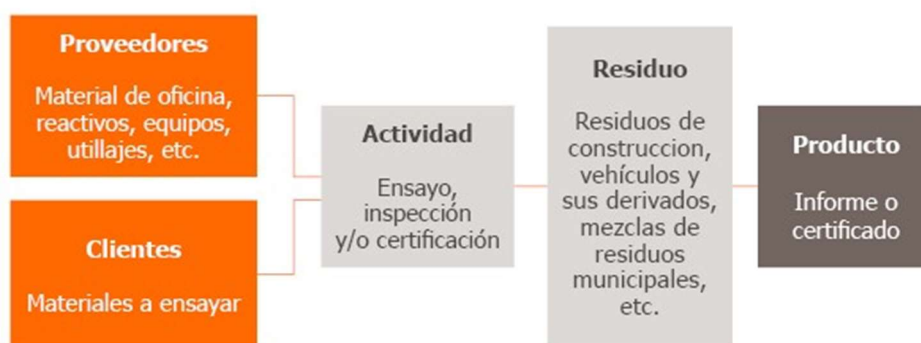 Proveedores
Material de oficina,
reactivos, equipos,
utillajes, etc.
Clientes
Materiales a ensayar
Actividad
Ensayo,
inspección
y/o certificación
Residuo
Residuos de
construccion,
vehículos y
sus derivados,
mezclas de
residuos
municipales,
etc.
Producto
Informe o
certificado